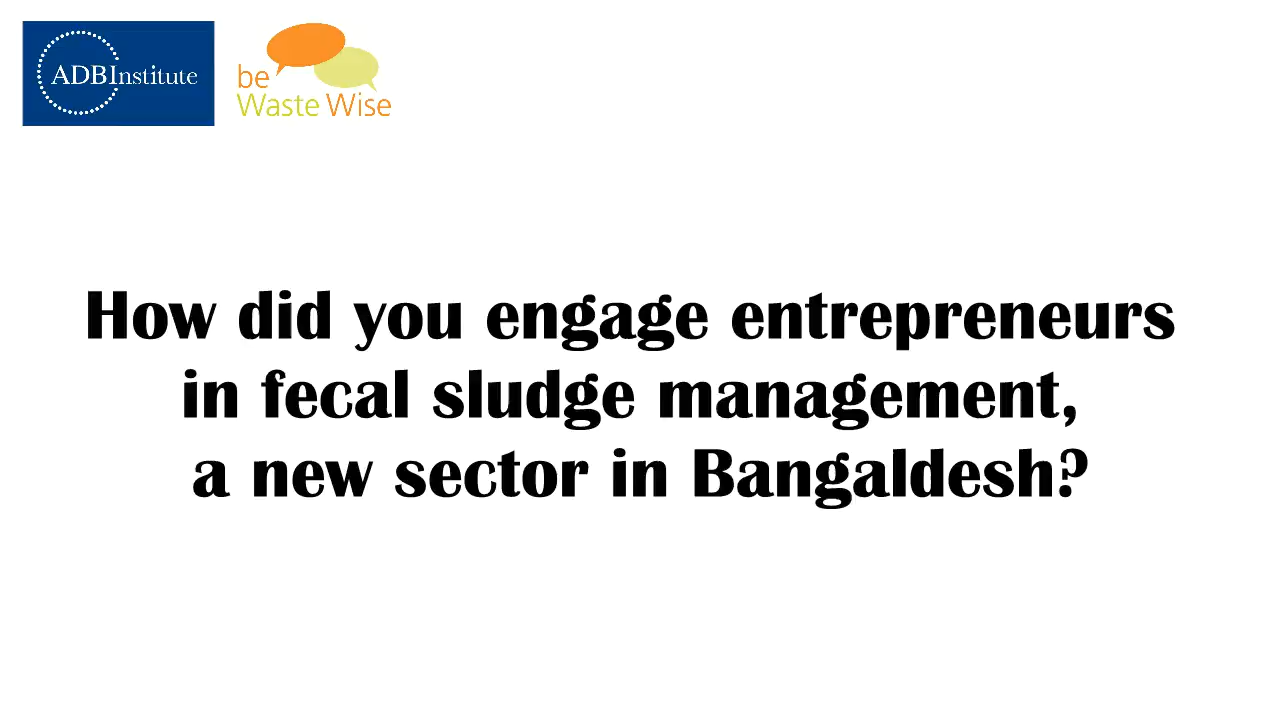 ADBInstitute
be
Waste Wise
How did you engage entrepreneurs
in fecal sludge management,
a new sector in Bangaldesh?